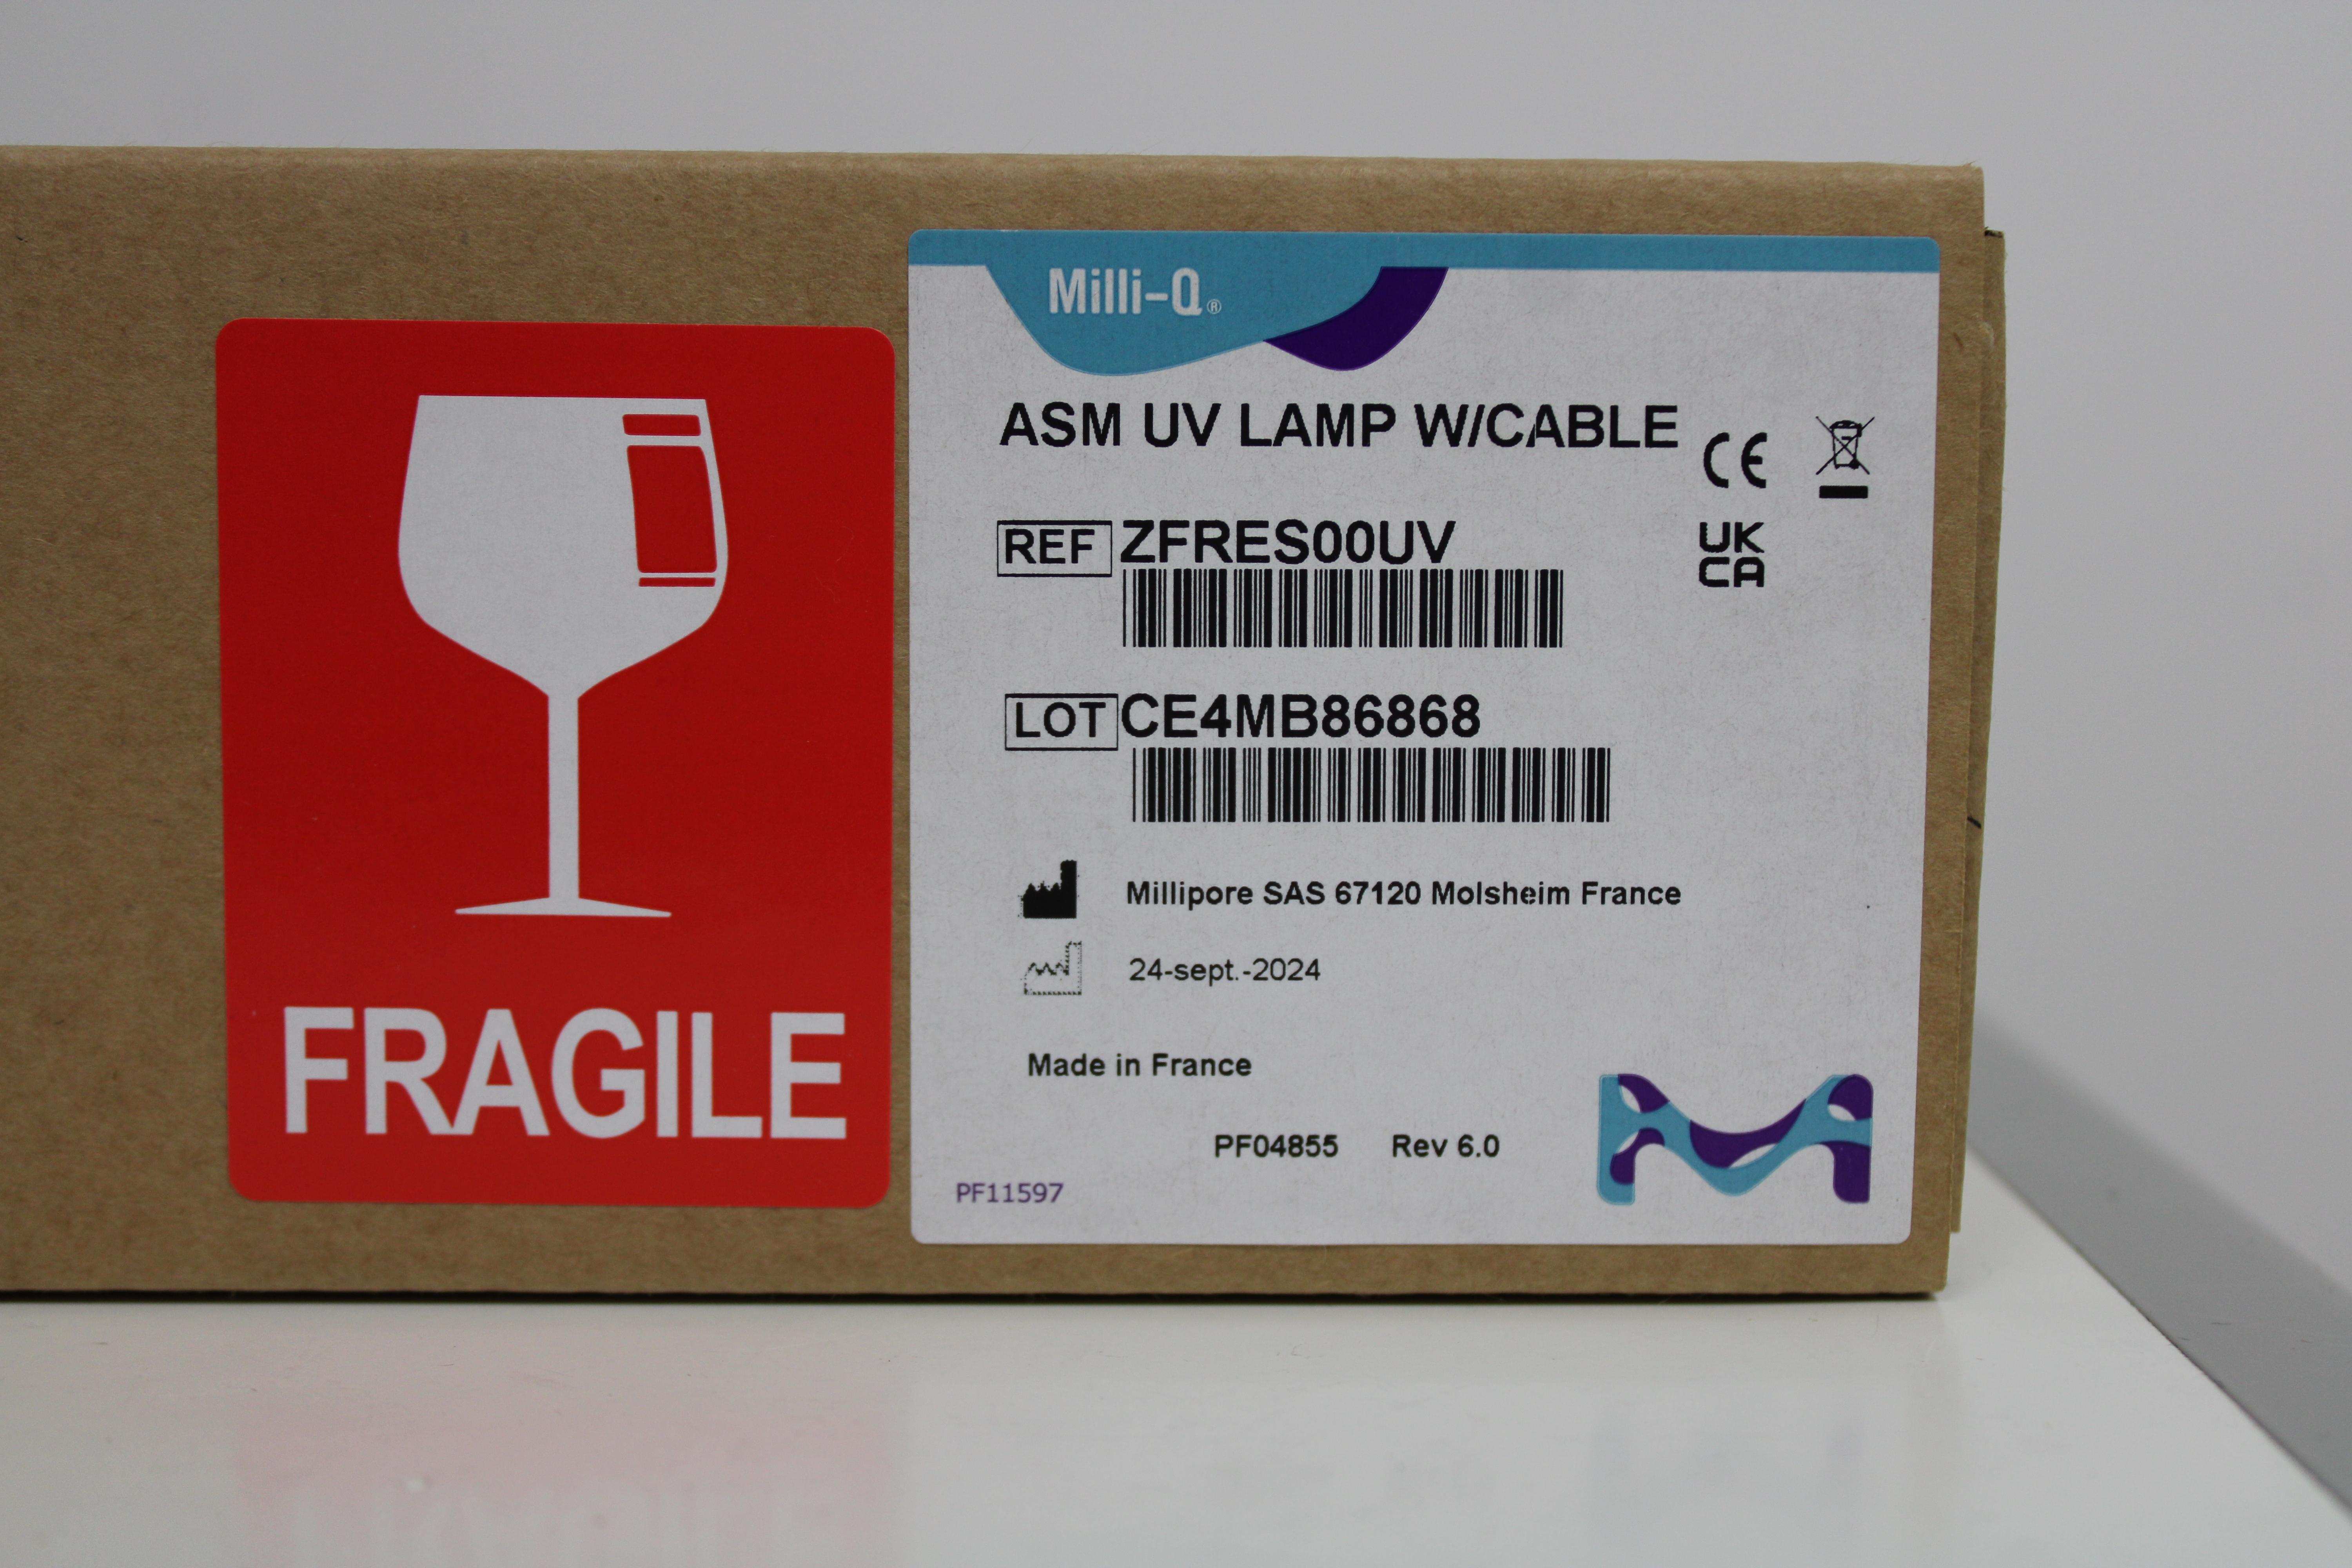 FRAGILE
Milli-Q®
ASM UV LAMP W/CABLE
CE
REF ZFRES00UV
UK
CA
LOT CE4MB86868
Millipore SAS 67120 Molsheim France
24-sept.-2024
Made in France
PF04855 Rev 6.0
PF11597